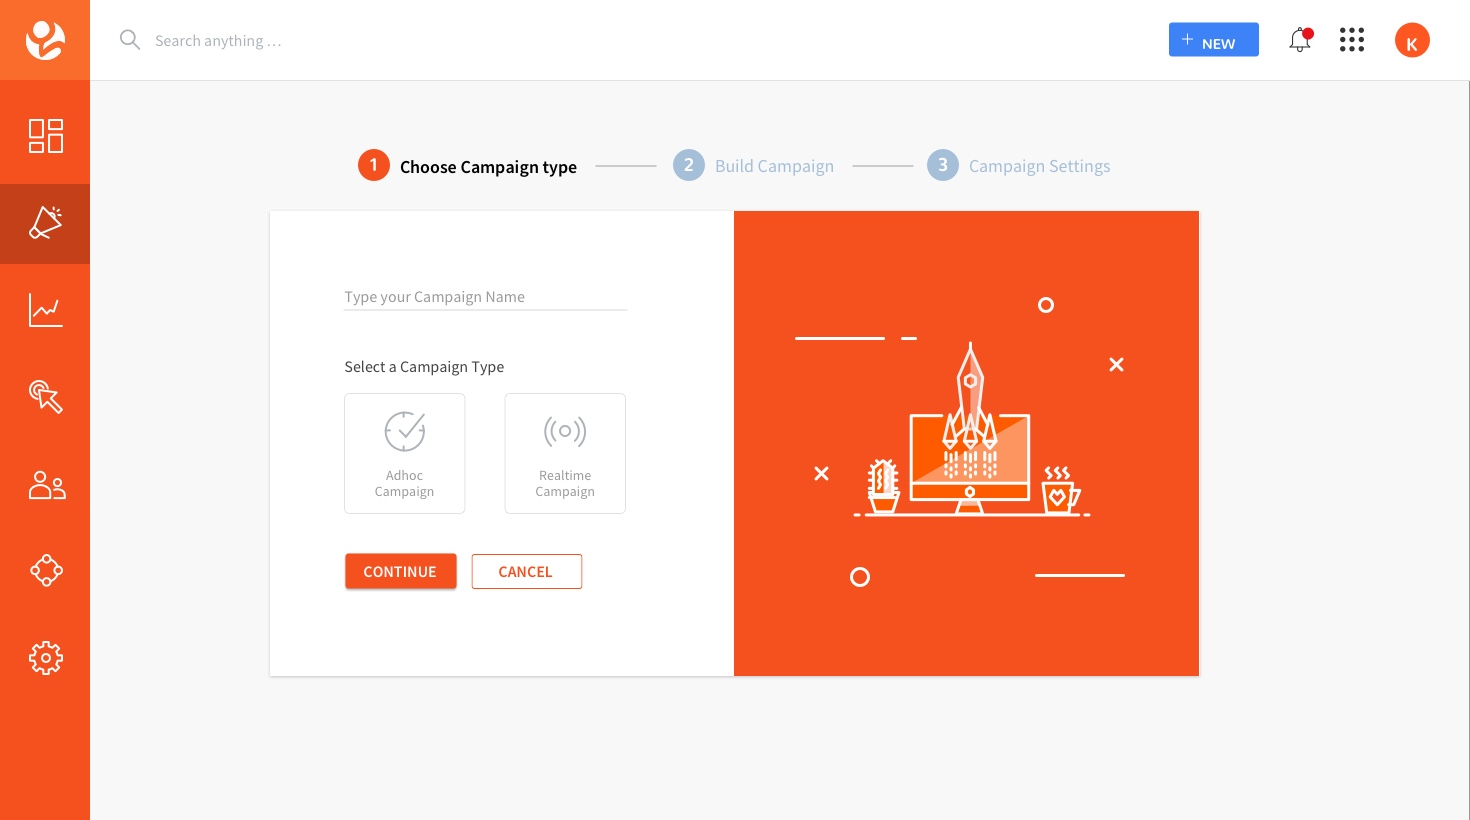 Search anything ...
+ NEW
K
1 Choose Campaign type
2 Build Campaign
3 Campaign Settings
Type your Campaign Name
Select a Campaign Type
Adhoc
Campaign
Realtime
Campaign
CONTINUE
CANCEL